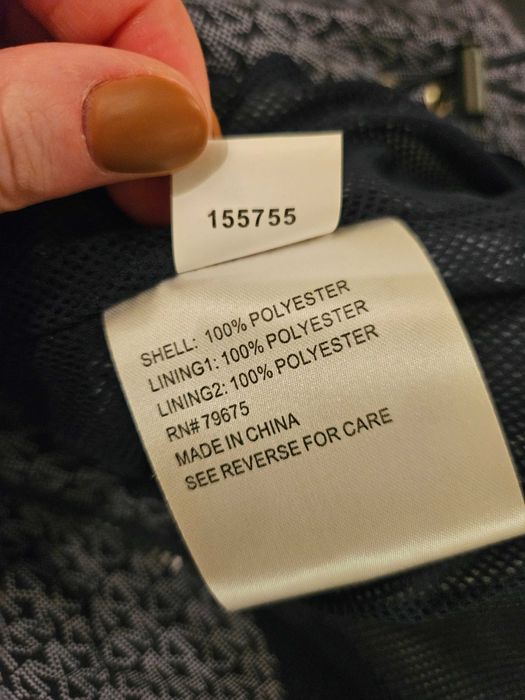 155755
SHELL: 100% POLYESTER
LINING1: 100% POLYESTER
LINING2: 100% POLYESTER
RN# 79675
MADE IN CHINA
SEE REVERSE FOR CARE